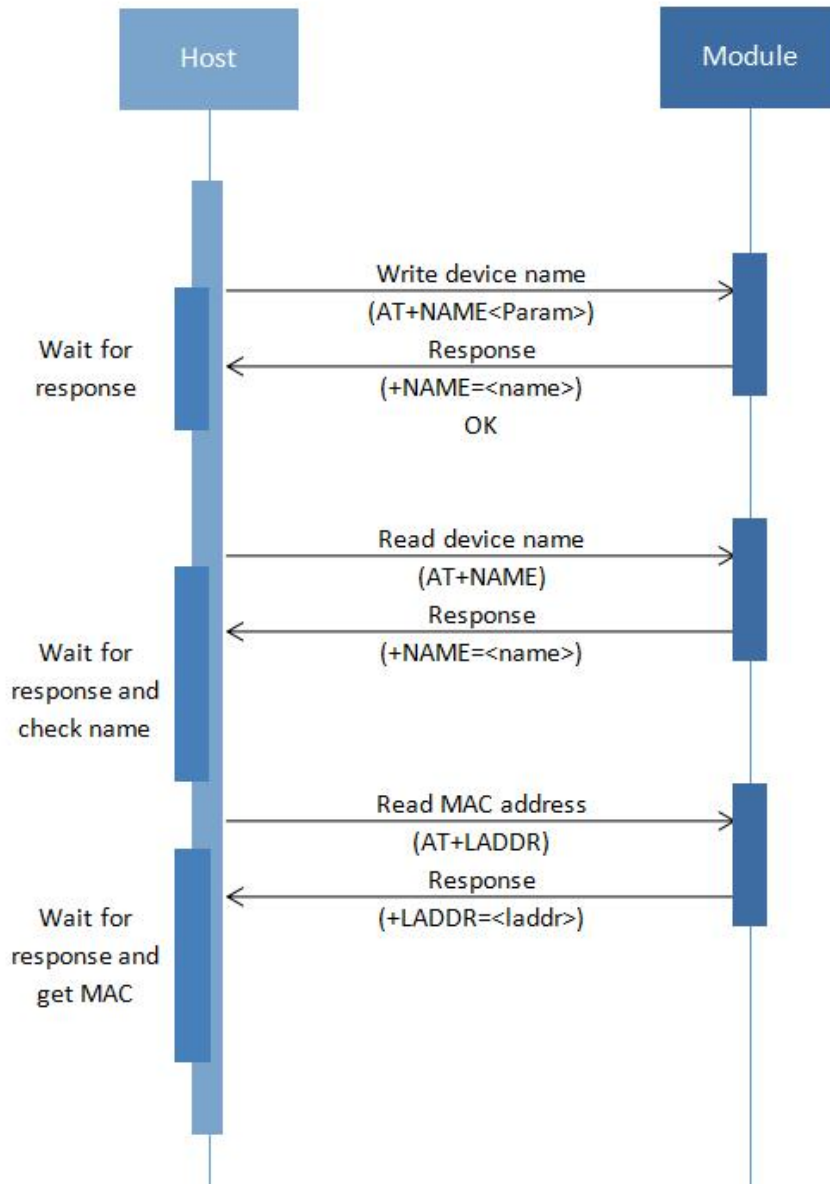 Host
Module
Write device name
(AT+NAME<Param>)
Wait for
response
Response
(+NAME=<name>)
OK
Read device name
(AT+NAME)
Response
(+NAME=<name>)
Wait for
response and
check name
Read MAC address
(AT+LADDR)
Response
(+LADDR=<laddr>)
Wait for
response and
get MAC